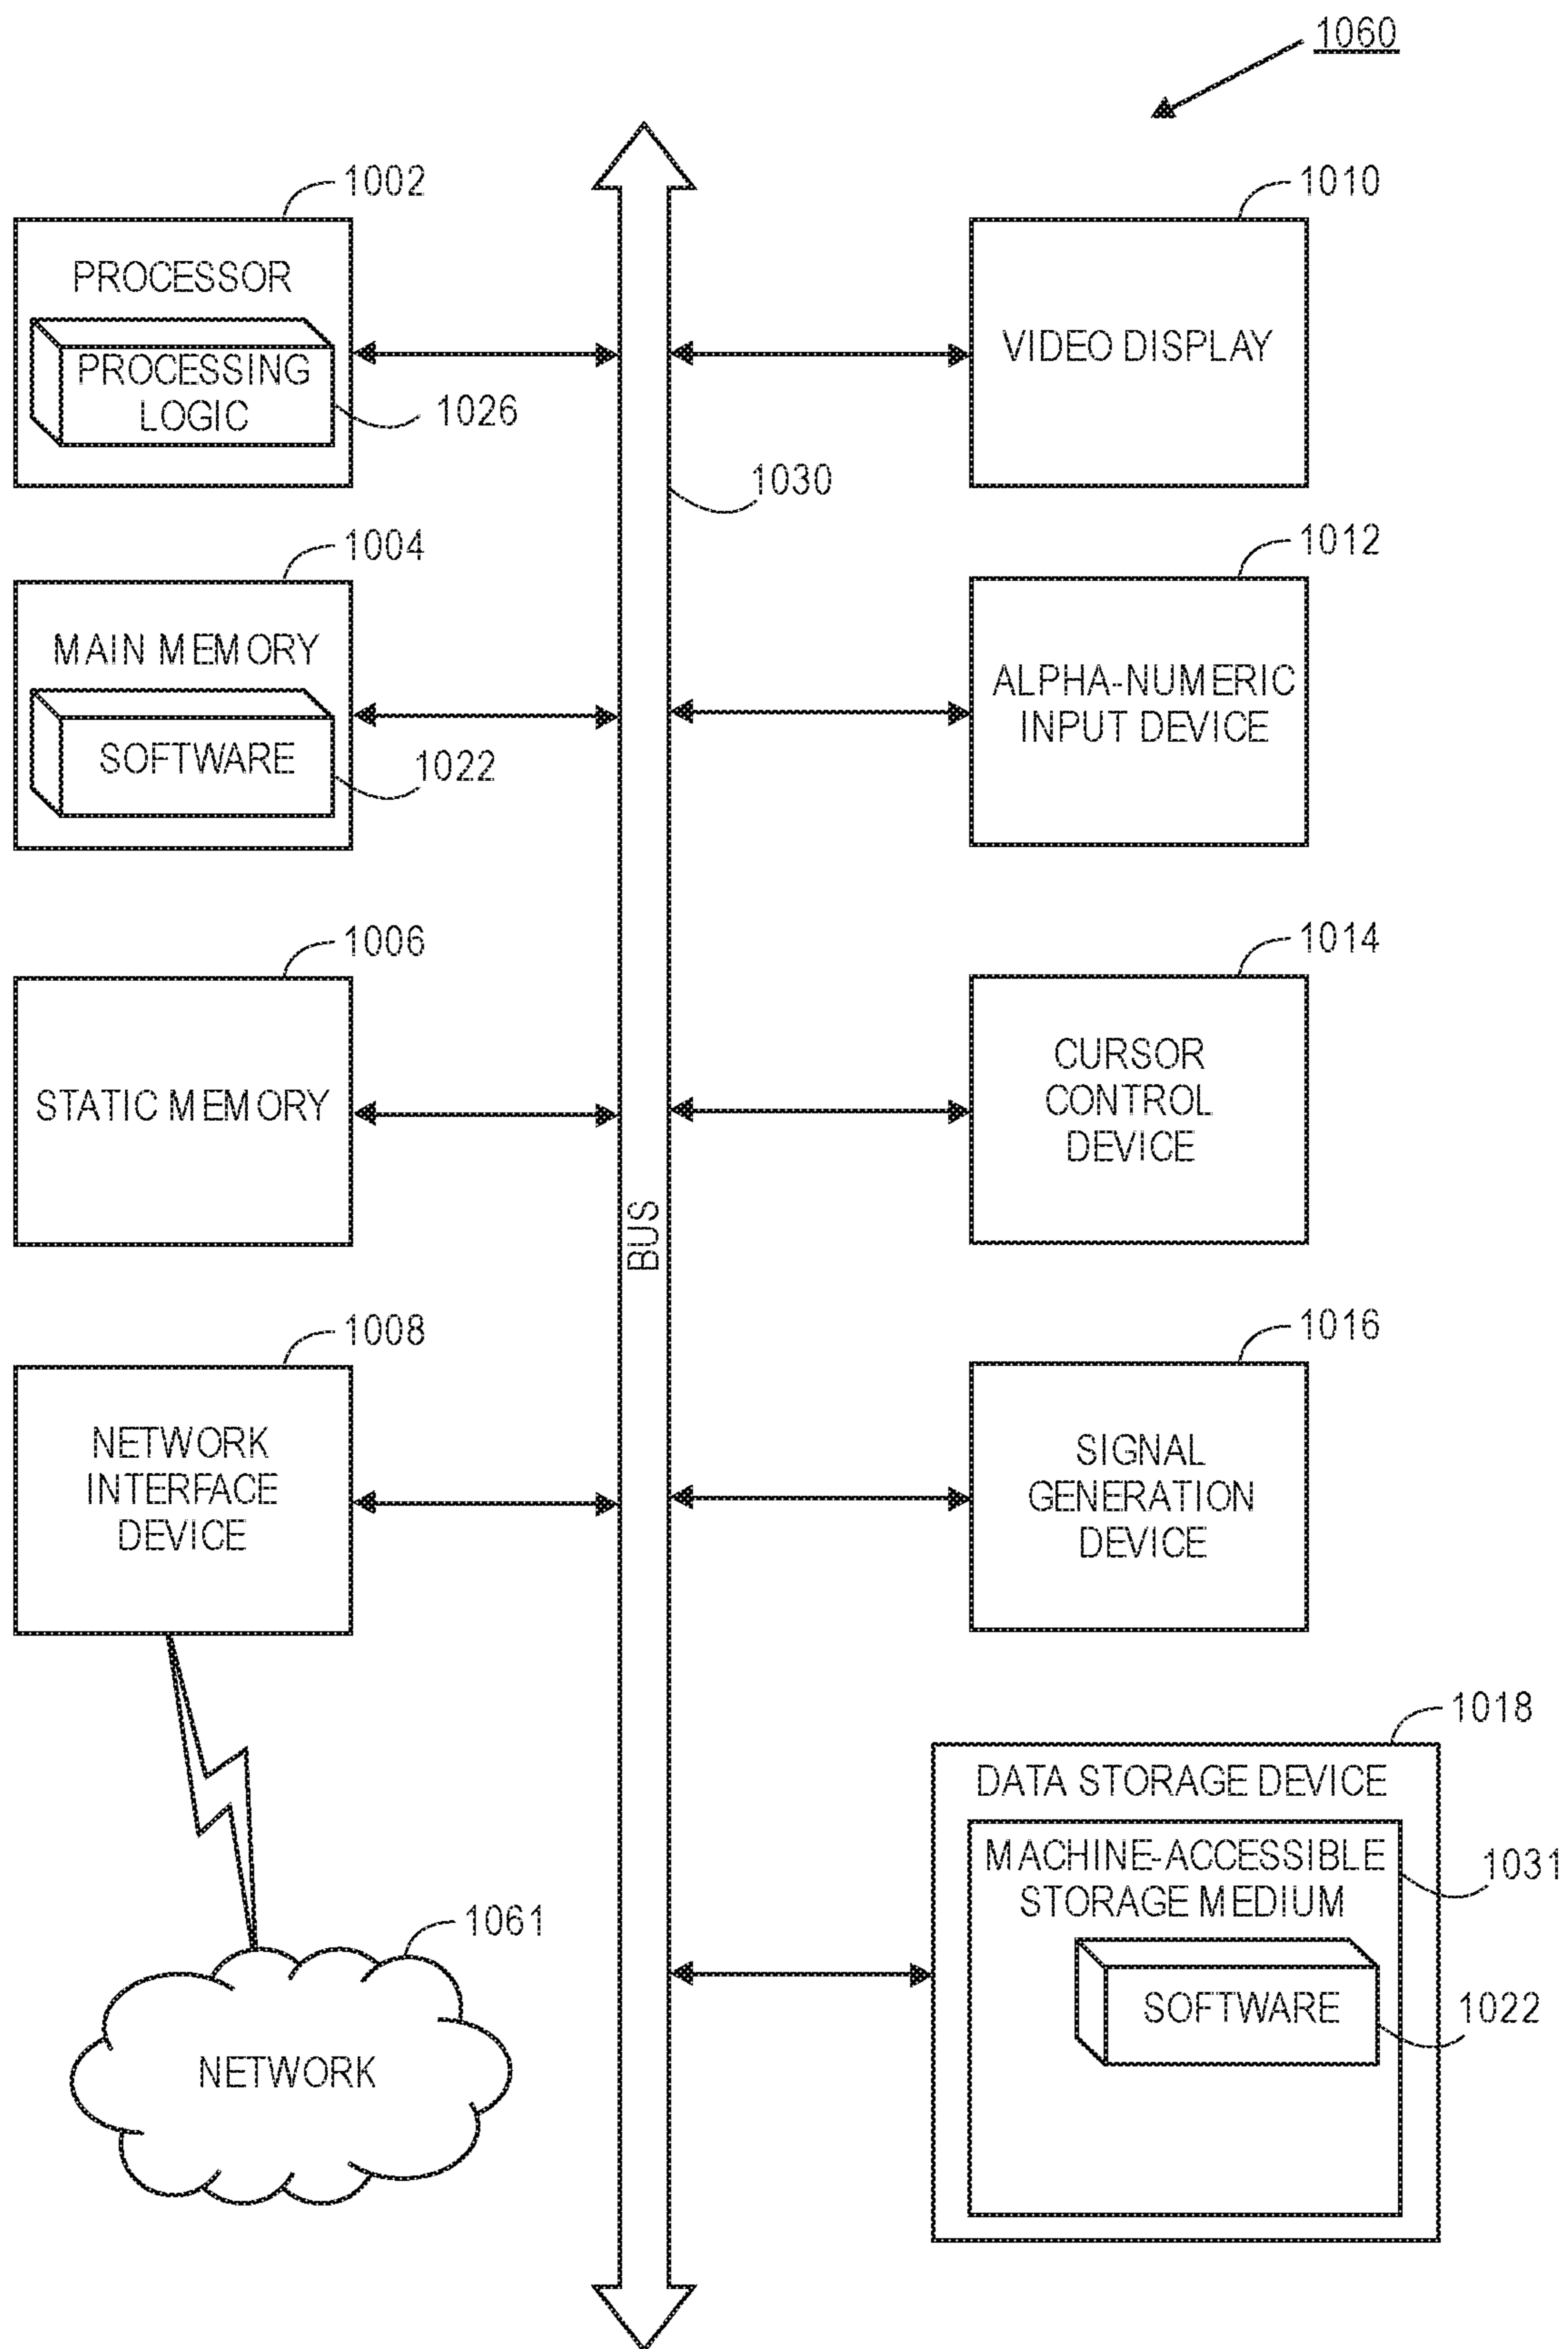 1060
1002
PROCESSOR
PROCESSING
LOGIC
1026
1004
MAIN MEMORY
SOFTWARE
1022
1006
STATIC MEMORY
1008
NETWORK
INTERFACE
DEVICE
1061
NETWORK
1030
BUS
1010
VIDEO DISPLAY
1012
ALPHA-NUMERIC
INPUT DEVICE
1014
CURSOR
CONTROL
DEVICE
1016
SIGNAL
GENERATION
DEVICE
1018
DATA STORAGE DEVICE
MACHINE-ACCESSIBLE
STORAGE MEDIUM
1031
SOFTWARE
1022